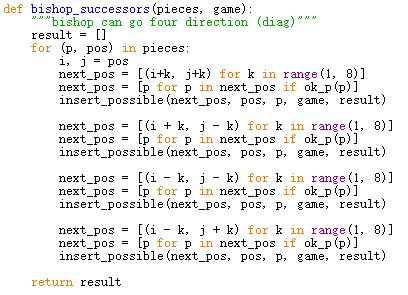 def bishop_successors(pieces, game):
    """bishop can go four direction (diag)"""
    result = []
    for (p, pos) in pieces:
        i, j = pos
        next_pos = [(i+k, j+k) for k in range(1, 8)]
        next_pos = [p for p in next_pos if ok_p(p)]
        insert_possible(next_pos, pos, p, game, result)

        next_pos = [(i + k, j - k) for k in range(1, 8)]
        next_pos = [p for p in next_pos if ok_p(p)]
        insert_possible(next_pos, pos, p, game, result)

        next_pos = [(i - k, j - k) for k in range(1, 8)]
        next_pos = [p for p in next_pos if ok_p(p)]
        insert_possible(next_pos, pos, p, game, result)

        next_pos = [(i - k, j + k) for k in range(1, 8)]
        next_pos = [p for p in next_pos if ok_p(p)]
        insert_possible(next_pos, pos, p, game, result)

    return result